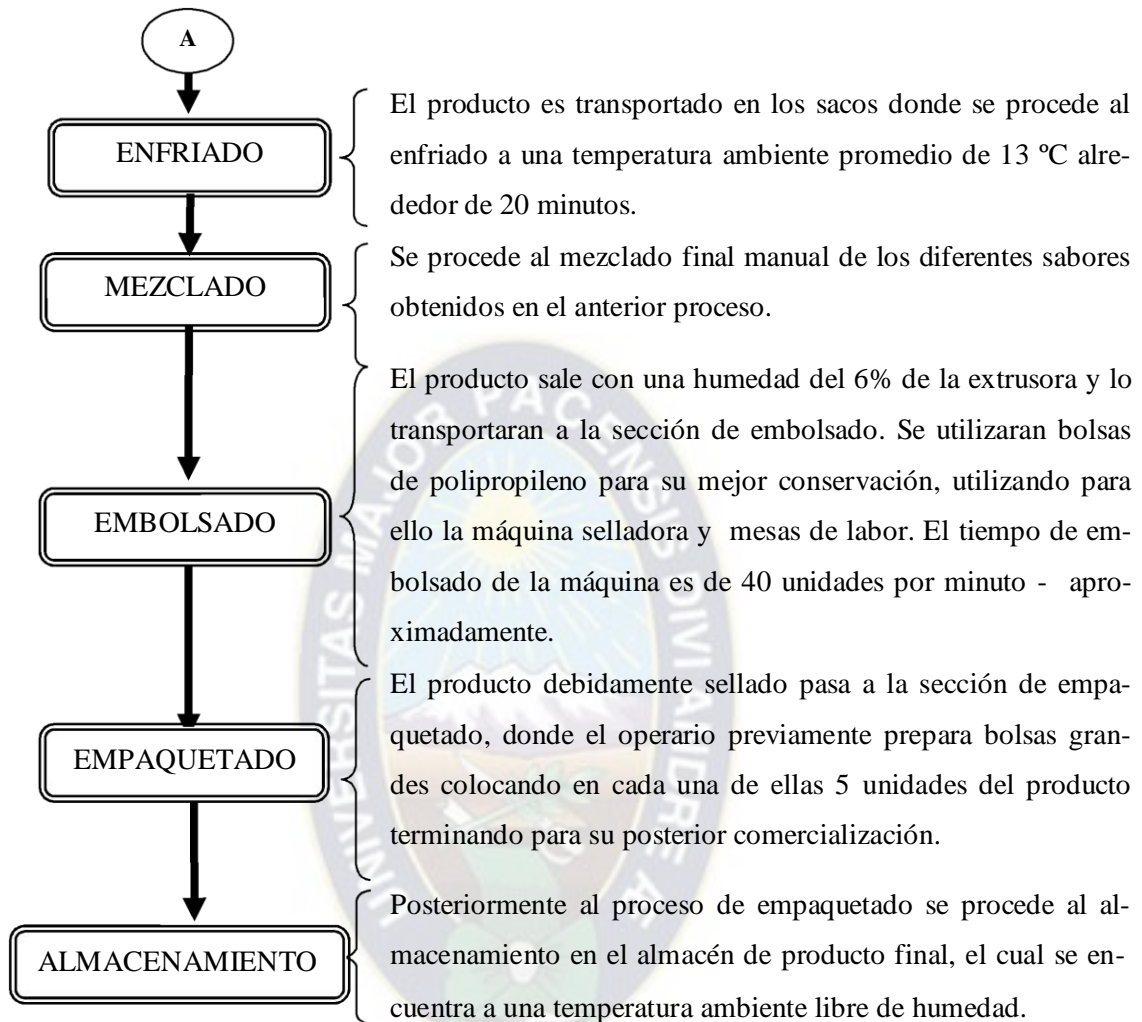 A
ENFRIADO
El producto es transportado en los sacos donde se procede al
enfriado a una temperatura ambiente promedio de 13 ºC alre-
dedor de 20 minutos.
MEZCLADO
Se procede al mezclado final manual de los diferentes sabores
obtenidos en el anterior proceso.
EMBOLSADO
El producto sale con una humedad del 6% de la extrusora y lo
transportaran a la sección de embolsado. Se utilizaran bolsas
de polipropileno para su mejor conservación, utilizando para
ello la máquina selladora y mesas de labor. El tiempo de em-
bolsado de la máquina es de 40 unidades por minuto - apro-
ximadamente.
EMPAQUETADO
El producto debidamente sellado pasa a la sección de empa-
quetado, donde el operario previamente prepara bolsas gran-
des colocando en cada una de ellas 5 unidades del producto
terminando para su posterior comercialización.
ALMACENAMIENTO
Posteriormente al proceso de empaquetado se procede al al-
macenamiento en el almacén de producto final, el cual se en-
cuentra a una temperatura ambiente libre de humedad.
UNIVERSITAS MAJOR PACENSIS DIVI ANDRE Æ